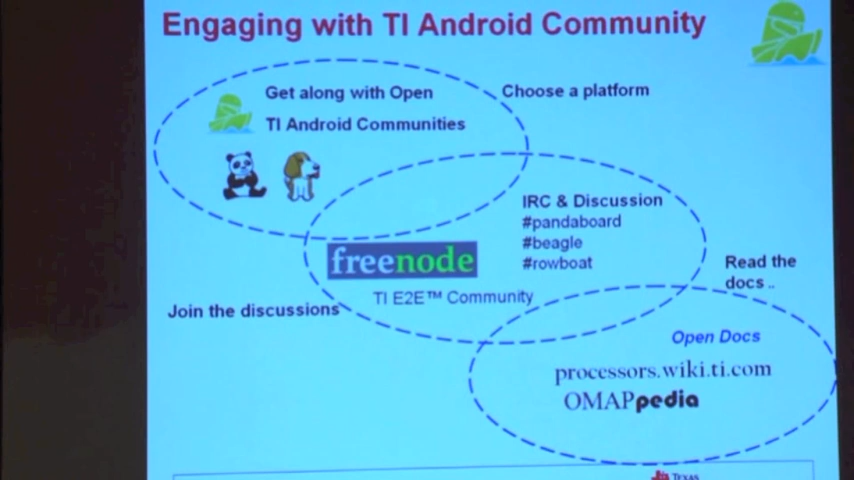 Engaging with TI Android Community
Get along with Open
TI Android Communities
Choose a platform
IRC & Discussion
#pandaboard
#beagle
#rowboat
freenode
TI E2E™ Community
Join the discussions
Read the
docs ..
Open Docs
processors.wiki.ti.com
OMAPpedia
TEXAS